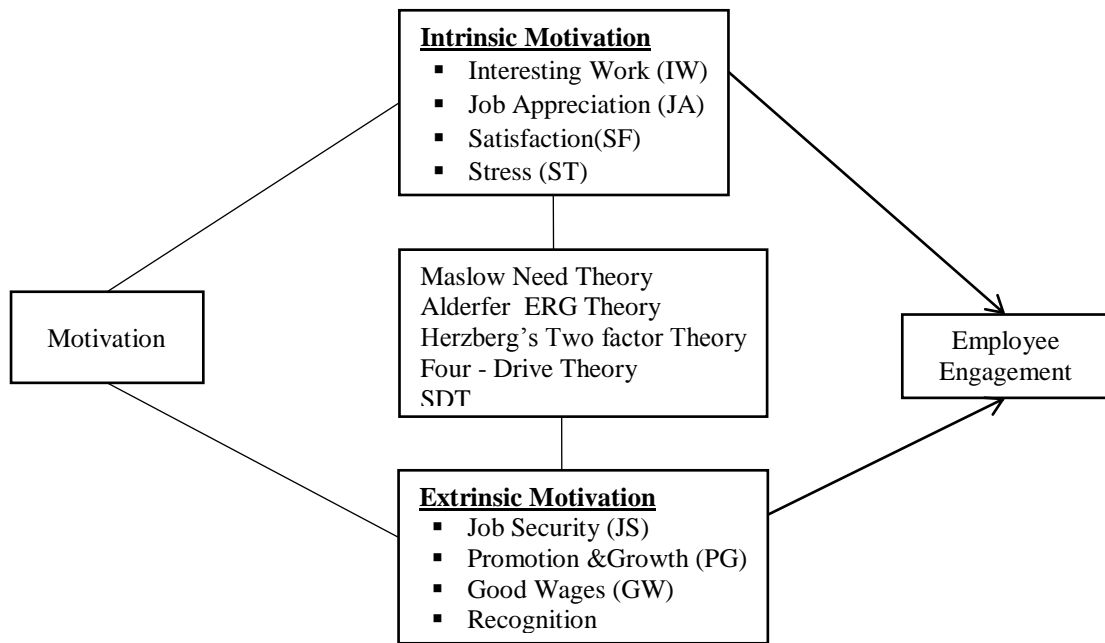 Intrinsic Motivation
▪ Interesting Work (IW)
▪ Job Appreciation (JA)
▪ Satisfaction(SF)
▪ Stress (ST)
Motivation
Maslow Need Theory
Alderfer ERG Theory
Herzberg’s Two factor Theory
Four - Drive Theory
SDT
Employee
Engagement
Extrinsic Motivation
▪ Job Security (JS)
▪ Promotion &Growth (PG)
▪ Good Wages (GW)
▪ Recognition